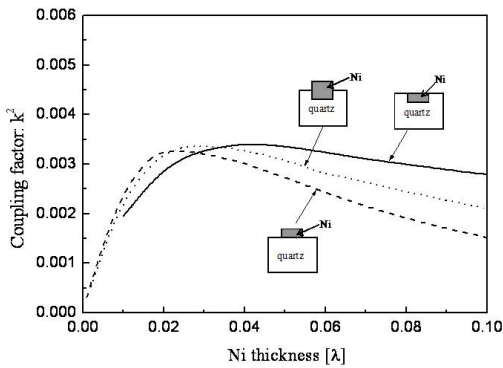 0.006
0.005
0.004
0.003
0.002
0.001
0.000
Coupling factor: k²
Ni
quartz
Ni
quartz
Ni
quartz
0.00
0.02
0.04
0.06
0.08
0.10
Ni thickness [λ]